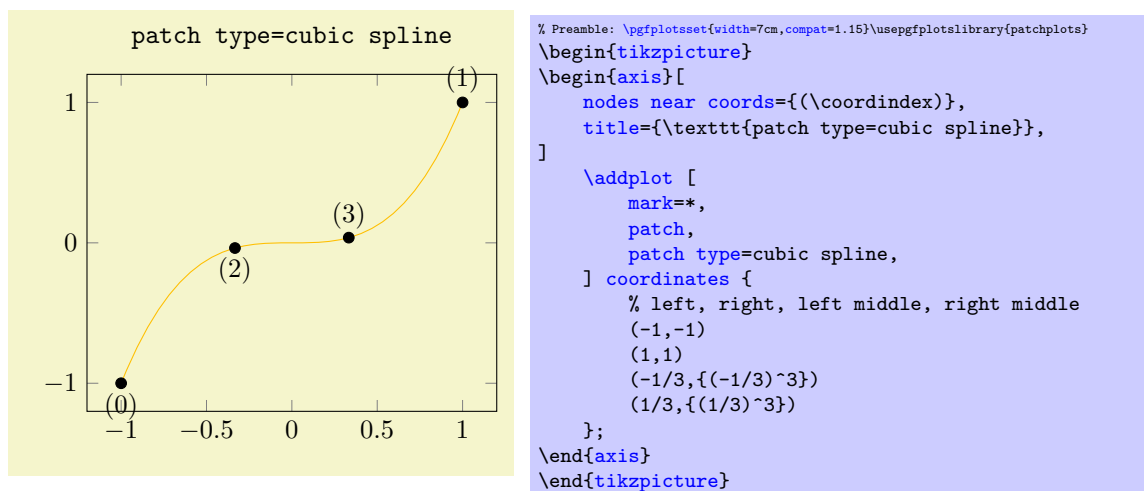 patch type=cubic spline
(1)
1
(3)
0
(2)
−1
(0)
−1
−0.5
0
0.5
1
% Preamble: \pgfplotsset{width=7cm,compat=1.15}\usepgfplotslibrary{patchplots}
\begin{tikzpicture}
\begin{axis}[
    nodes near coords={(\coordindex)},
    title={\texttt{patch type=cubic spline}},
]
    \addplot [
        mark=*,
        patch,
        patch type=cubic spline,
    ] coordinates {
        % left, right, left middle, right middle
        (-1,-1)
        (1,1)
        (-1/3,{(-1/3)^3})
        (1/3,{(1/3)^3})
    };
\end{axis}
\end{tikzpicture}